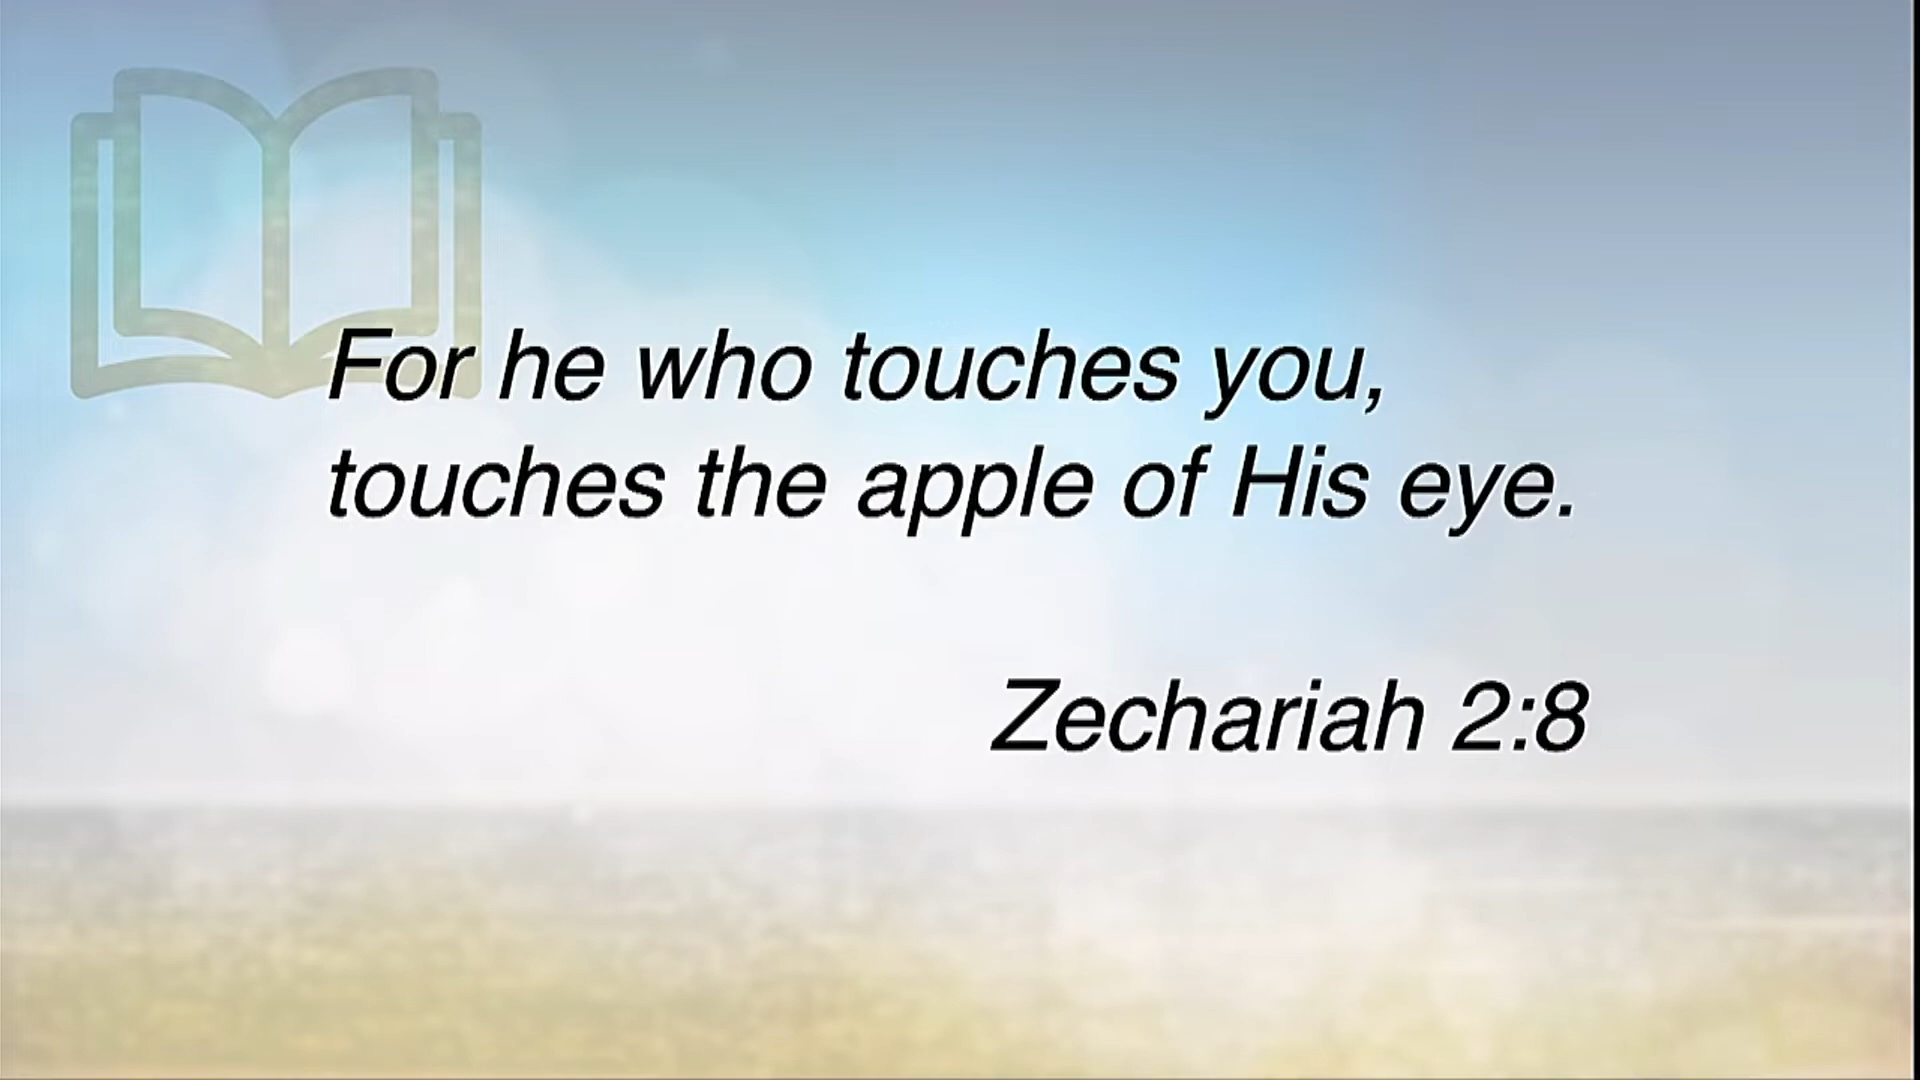 For he who touches you,
touches the apple of His eye.
Zechariah 2:8